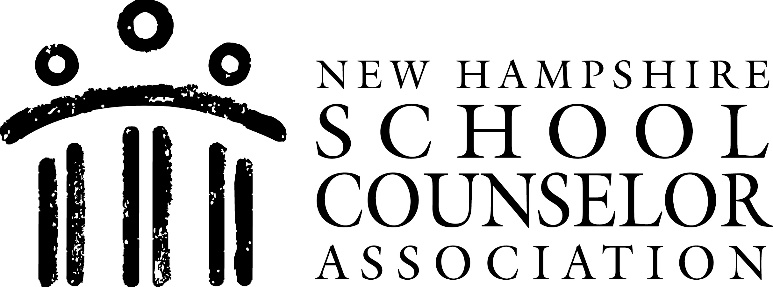 NEW HAMPSHIRE
SCHOOL
COUNSELOR
ASSOCIATION